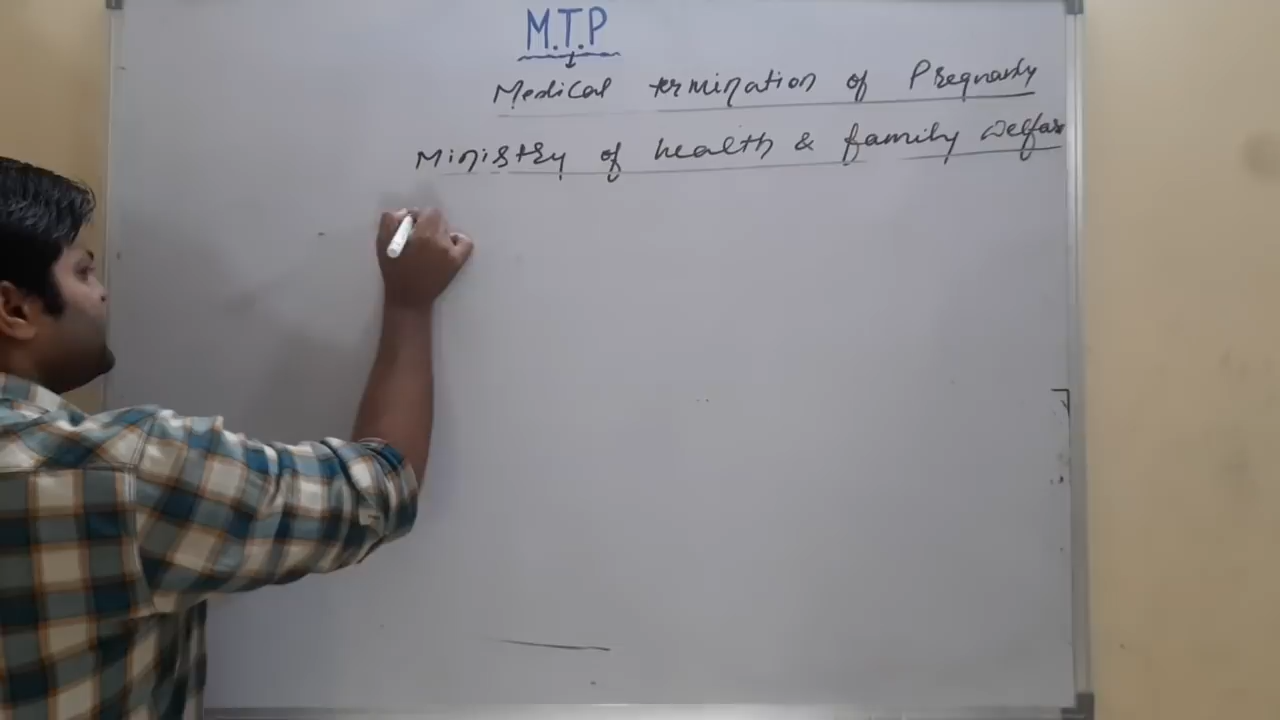 M.T.P
Medical termination of Pregnancy
Ministry of health & family welfare